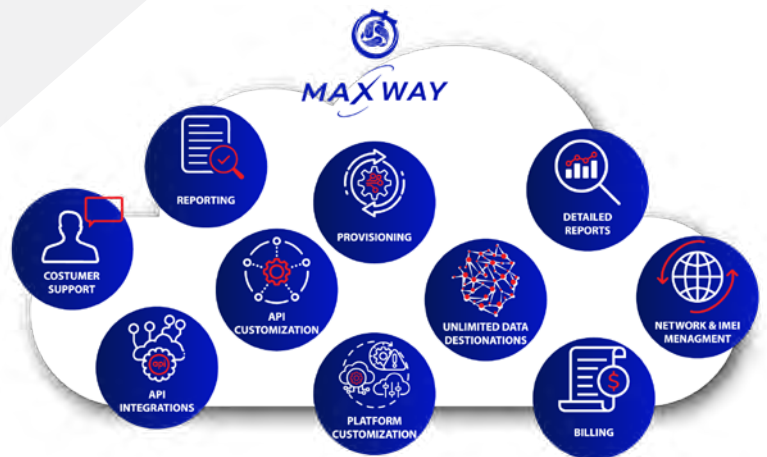 MAXWAY
REPORTING
PROVISIONING
DETAILED
REPORTS
COSTUMER
SUPPORT
API
CUSTOMIZATION
UNLIMITED DATA
DESTIONATIONS
NETWORK & IMEI
MENAGMENT
api
API
INTEGRATIONS
PLATFORM
CUSTOMIZATION
$
BILLING